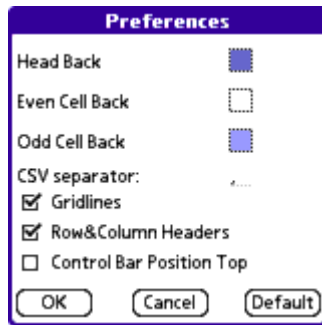 Preferences
Head Back
Even Cell Back
Odd Cell Back
CSV separator: ,
Gridlines
Row&Column Headers
Control Bar Position Top
OK Cancel Default